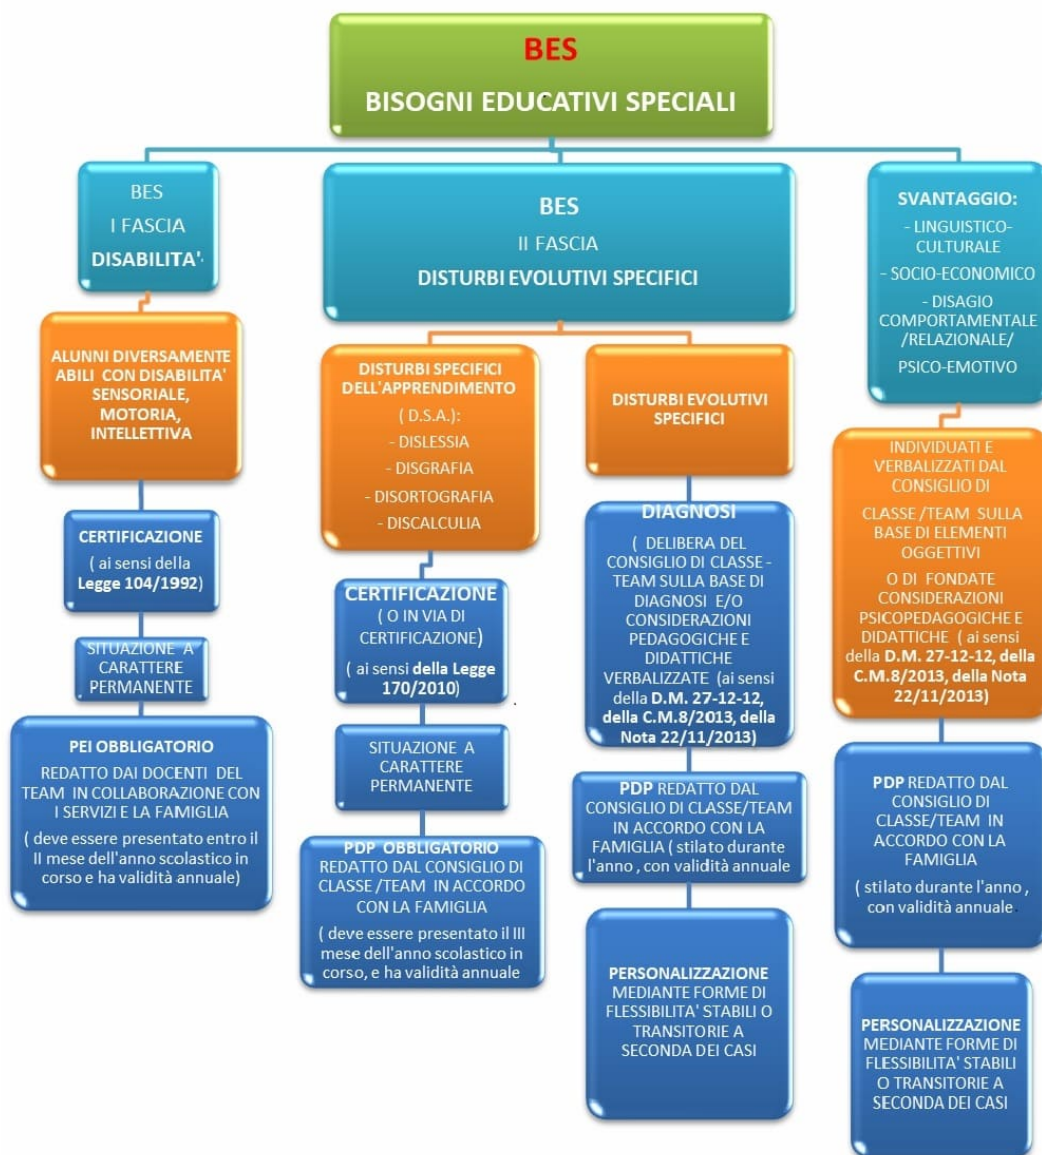 BES
BISOGNI EDUCATIVI SPECIALI
BES
I FASCIA
DISABILITA'
ALUNNI DIVERSAMENTE
ABILI CON DISABILITA'
SENSORIALE,
MOTORIA,
INTELLETTIVA
CERTIFICAZIONE
( ai sensi della
Legge 104/1992)
SITUAZIONE A
CARATTERE
PERMANENTE
PEI OBBLIGATORIO
REDATTO DAI DOCENTI DEL
TEAM IN COLLABORAZIONE CON
I SERVIZI E LA FAMIGLIA
( deve essere presentato entro il
II mese dell'anno scolastico in
corso e ha validità annuale)
BES
II FASCIA
DISTURBI EVOLUTIVI SPECIFICI
DISTURBI SPECIFICI
DELL'APPRENDIMENTO
( D.S.A.):
- DISLESSIA
- DISGRAFIA
- DISORTOGRAFIA
- DISCALCULIA
CERTIFICAZIONE
( O IN VIA DI
CERTIFICAZIONE)
( ai sensi della Legge
170/2010)
SITUAZIONE A
CARATTERE
PERMANENTE
PDP OBBLIGATORIO
REDATTO DAL CONSIGLIO DI
CLASSE /TEAM IN ACCORDO
CON LA FAMIGLIA
( deve essere presentato il III
mese dell'anno scolastico in
corso, e ha validità annuale
DISTURBI EVOLUTIVI
SPECIFICI
DIAGNOSI
( DELIBERA DEL
CONSIGLIO DI CLASSE -
TEAM SULLA BASE DI
DIAGNOSI E/O
CONSIDERAZIONI
PEDAGOGICHE E
DIDATTICHE
VERBALIZZATE (ai sensi
della D.M. 27-12-12,
della C.M.8/2013, della
Nota 22/11/2013)
PDP REDATTO DAL
CONSIGLIO DI CLASSE/TEAM
IN ACCORDO CON LA
FAMIGLIA ( stilato durante
l'anno , con validità annuale
PERSONALIZZAZIONE
MEDIANTE FORME DI
FLESSIBILITA' STABILI O
TRANSITORIE A
SECONDA DEI CASI
SVANTAGGIO:
- LINGUISTICO-
CULTURALE
- SOCIO-ECONOMICO
- DISAGIO
COMPORTAMENTALE
/RELAZIONALE/
PSICO-EMOTIVO
INDIVIDUATI E
VERBALIZZATI DAL
CONSIGLIO DI
CLASSE /TEAM SULLA
BASE DI ELEMENTI
OGGETTIVI
O DI FONDATE
CONSIDERAZIONI
PSICOPEDAGOGICHE E
DIDATTICHE ( ai sensi
della D.M. 27-12-12, della
C.M.8/2013, della Nota
22/11/2013)
PDP REDATTO DAL
CONSIGLIO DI
CLASSE/TEAM IN
ACCORDO CON LA
FAMIGLIA
( stilato durante l'anno ,
con validità annuale.
PERSONALIZZAZIONE
MEDIANTE FORME DI
FLESSIBILITA' STABILI
O TRANSITORIE A
SECONDA DEI CASI